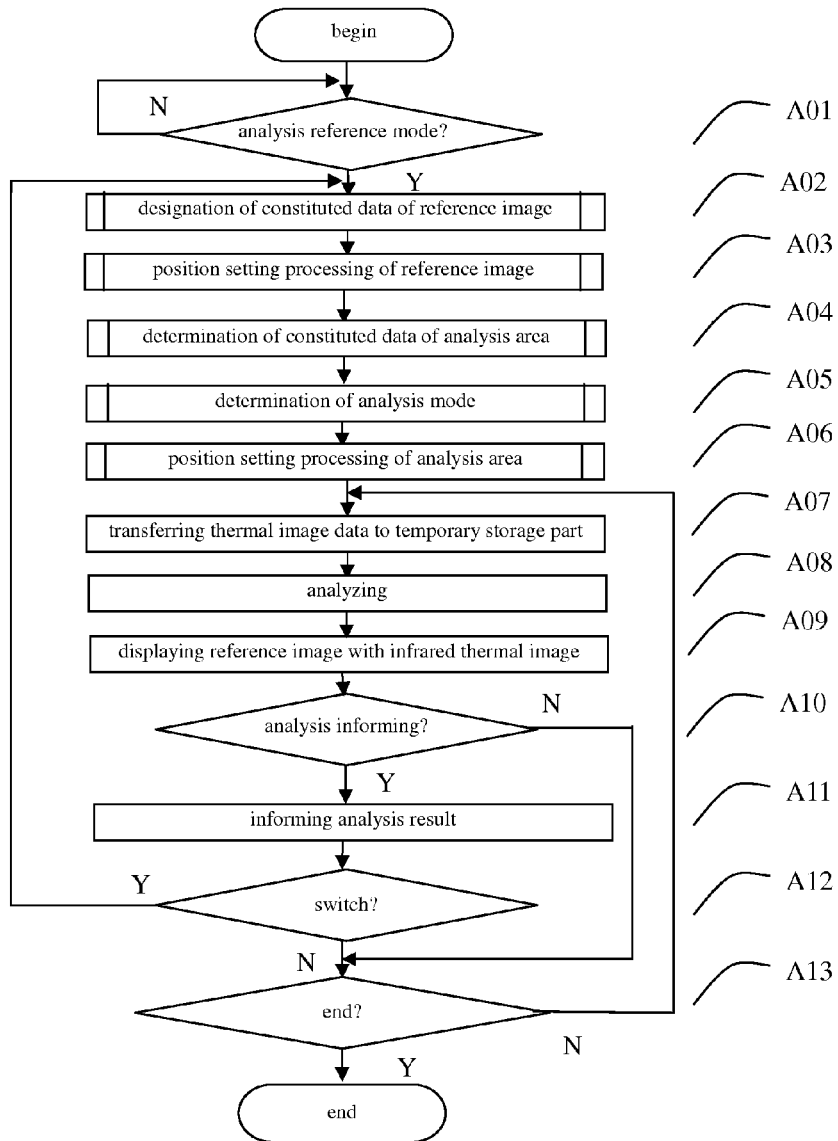 begin
N
analysis reference mode?
A01
Y
A02
designation of constituted data of reference image
A03
position setting processing of reference image
A04
determination of constituted data of analysis area
A05
determination of analysis mode
A06
position setting processing of analysis area
A07
transferring thermal image data to temporary storage part
A08
analyzing
A09
displaying reference image with infrared thermal image
N
A10
analysis informing?
Y
A11
informing analysis result
Y
A12
switch?
N
A13
end?
N
Y
end